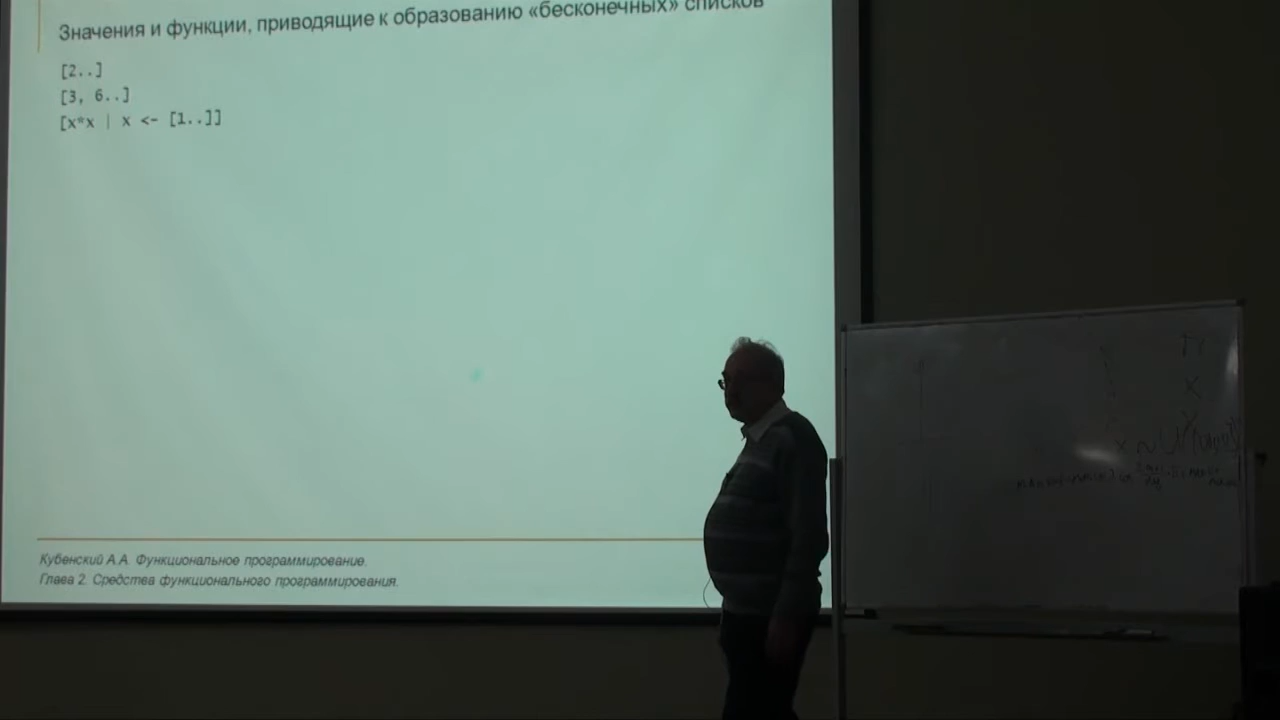 Значения и функции, приводящие к образованию «бесконечных» списков
[2..]
[3, 6..]
[x*x | x <- [1..]]
Кубенский А.А. Функциональное программирование.
Глава 2. Средства функционального программирования.